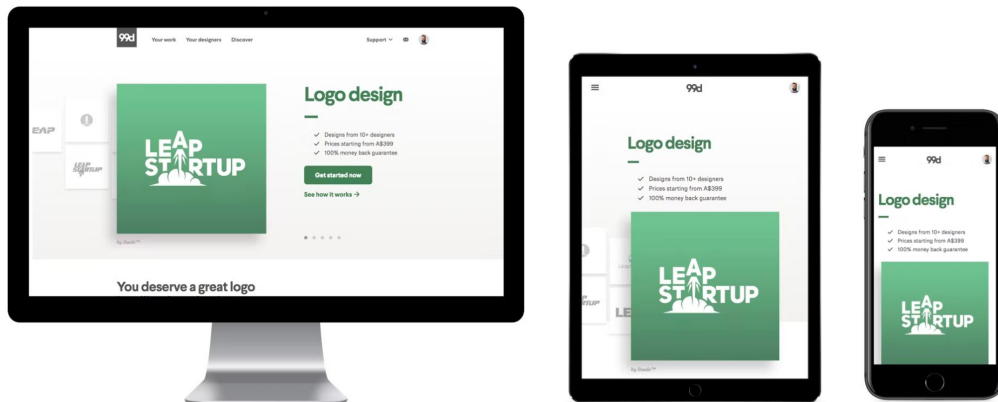 99d
Your work Your designers Discover Support
Logo design
LEAP
STARTUP
Designs from 10+ designers
Prices starting from A$399
100% money back guarantee
Get started now
See how it works →
You deserve a great logo
99d
Logo design
Designs from 10+ designers
Prices starting from A$399
100% money back guarantee
LEAP
STARTUP
99d
Logo design
Designs from 10+ designers
Prices starting from A$399
100% money back guarantee
LEAP
STARTUP